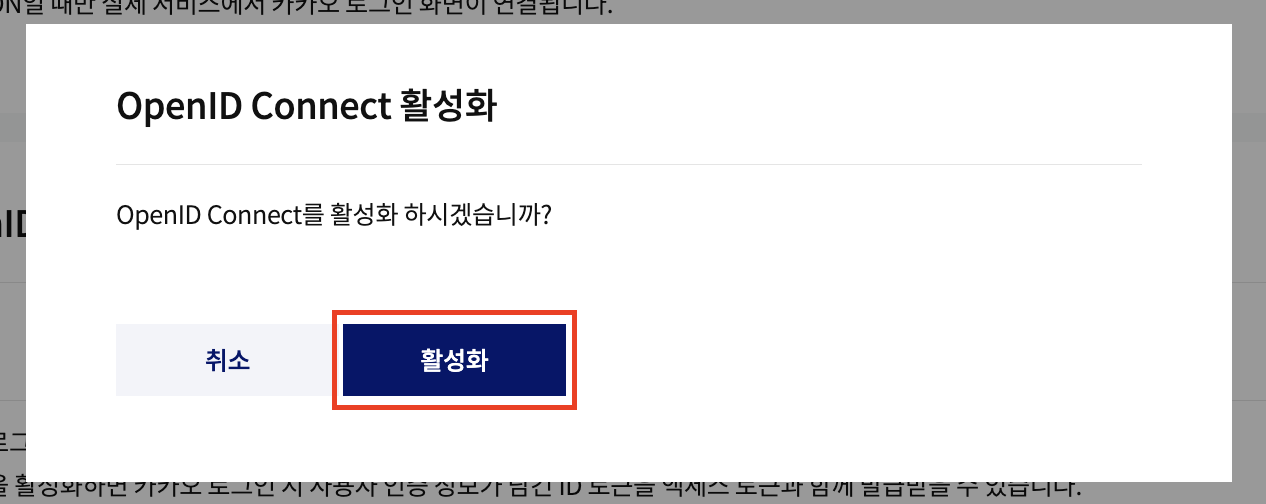 ON일 때만 실제 서비스에서 카카오 로그인 화면이 연결됩니다.
OpenID Connect 활성화
OpenID Connect를 활성화 하시겠습니까?
취소
활성화
을 활성화하면 카카오 로그인 시 사용자 인증 정보가 담긴 ID 토큰을 액세스 토큰과 함께 발급받을 수 있습니다.